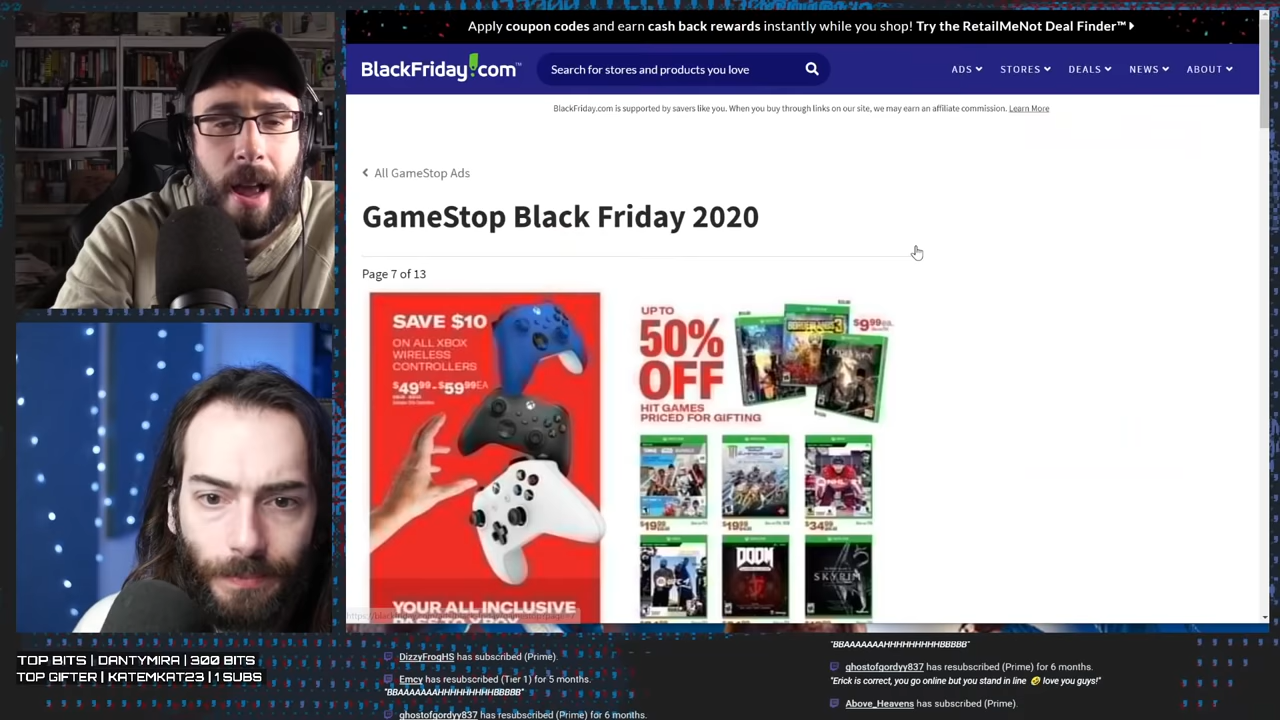 Apply coupon codes and earn cash back rewards instantly while you shop! Try the RetailMeNot Deal Finder™
BlackFriday.com™
Search for stores and products you love
ADS
STORES
DEALS
NEWS
ABOUT
BlackFriday.com is supported by savers like you. When you buy through links on our site, we may earn an affiliate commission. Learn More
All GameStop Ads
GameStop Black Friday 2020
Page 7 of 13
SAVE $10
ON ALL XBOX
WIRELESS
CONTROLLERS
$49.99 - $59.99 EA
UP TO
50%
OFF
HIT GAMES
PRICED FOR GIFTING
$9.99 ea.
BORDERLANDS 3
$19.99
$19.99
$34.99
DOOM
SKYRIM
YOUR ALL INCLUSIVE
TOP BITS | DANTYMIRA | 300 BITS
TOP GIFTER | KATEMKAT23 | 1 SUBS
DizzyFrogHS has subscribed (Prime).
Emcy has resubscribed (Tier 1) for 5 months.
"BBAAAAAAHHHHHHHHHBBBBB"
ghostofgordyy837 has resubscribed (Prime) for 6 months.
"BBAAAAAAHHHHHHHHHBBBBB"
ghostofgordyy837 has resubscribed (Prime) for 6 months.
"Erick is correct, you go online but you stand in line 🤣 love you guys!"
Above_Heavens has subscribed (Prime).